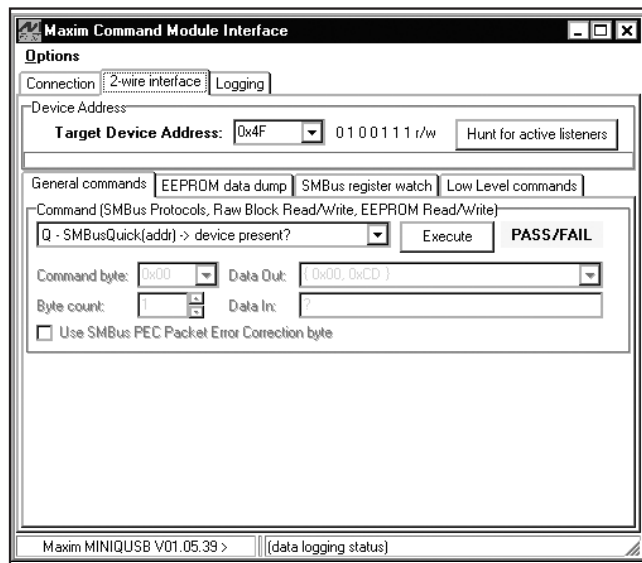 Maxim Command Module Interface
Options
Connection 2-wire interface Logging
Device Address
Target Device Address: 0x4F 0 1 0 0 1 1 1 r/w Hunt for active listeners
General commands EEPROM data dump SMBus register watch Low Level commands
Command (SMBus Protocols, Raw Block Read/Write, EEPROM Read/Write)
Q - SMBusQuick(addr) -> device present? Execute PASS/FAIL
Command byte: 0x00 Data Out: { 0x00, 0xCD }
Byte count: 1 Data In: ?
Use SMBus PEC Packet Error Correction byte
Maxim MINIQUSB V01.05.39 > (data logging status)